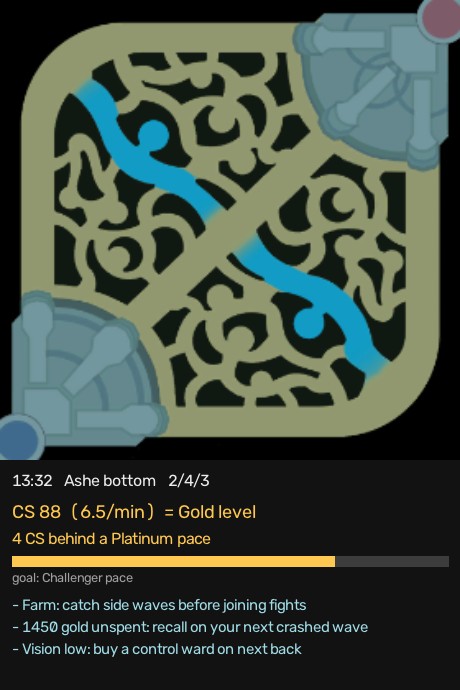 13:32 Ashe bottom 2/4/3
CS 88 (6.5/min) = Gold level
4 CS behind a Platinum pace
goal: Challenger pace
- Farm: catch side waves before joining fights
- 1450 gold unspent: recall on your next crashed wave
- Vision low: buy a control ward on next back